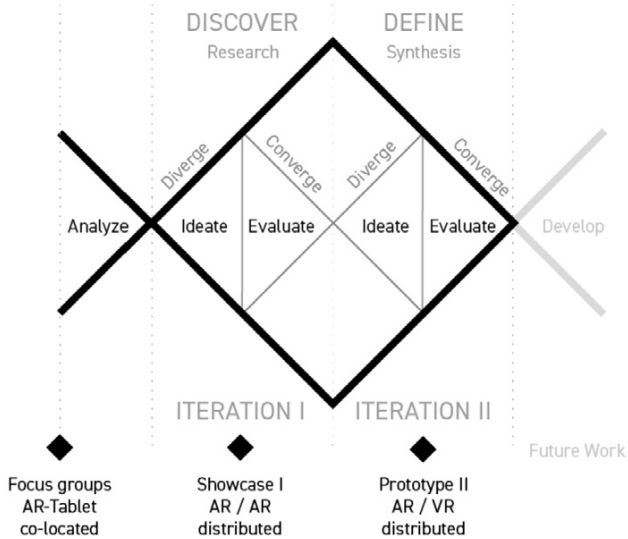 DISCOVER
Research
DEFINE
Synthesis
Diverge
Converge
Diverge
Converge
Analyze
Ideate
Evaluate
Ideate
Evaluate
Develop
ITERATION I
ITERATION II
Future Work
Focus groups
AR-Tablet
co-located
Showcase I
AR / AR
distributed
Prototype II
AR / VR
distributed